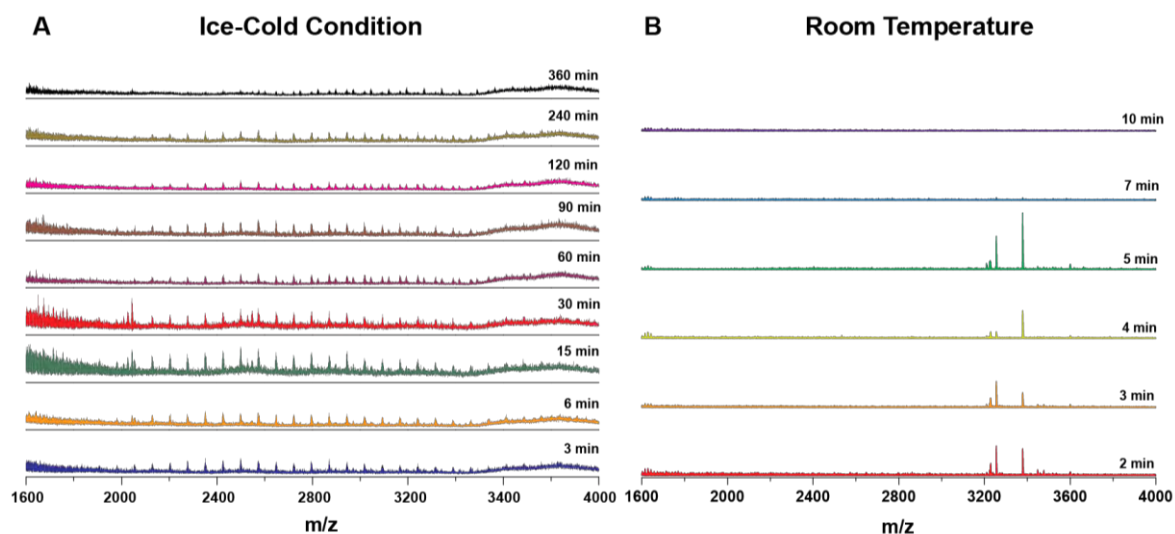 A Ice-Cold Condition
360 min
240 min
120 min
90 min
60 min
30 min
15 min
6 min
3 min
1600 2000 2400 2800 3200 3400 4000
m/z
B Room Temperature
10 min
7 min
5 min
4 min
3 min
2 min
1600 2000 2400 2800 3200 3600 4000
m/z